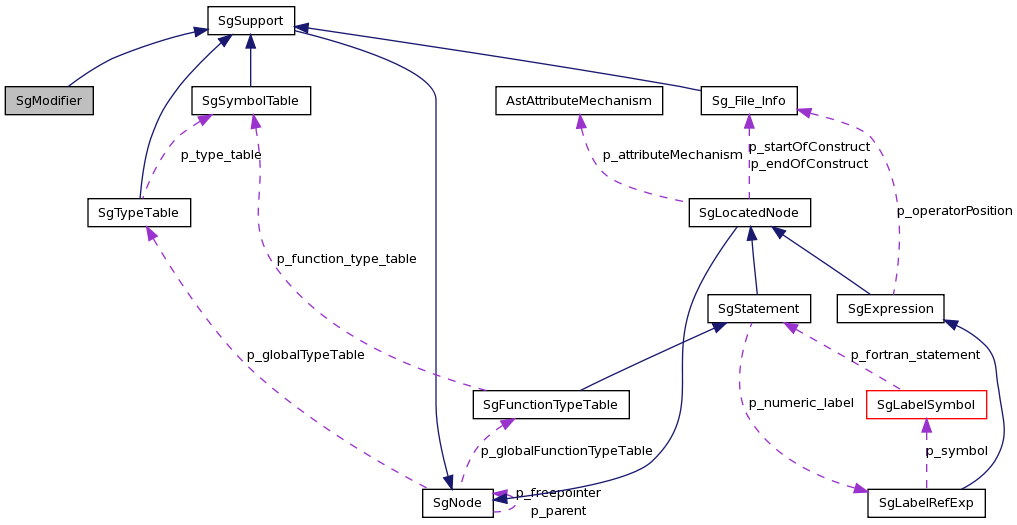 SgSupport
SgModifier
SgSymbolTable
AstAttributeMechanism
Sg_File_Info
p_type_table
p_attributeMechanism
p_startOfConstruct
p_endOfConstruct
SgTypeTable
SgLocatedNode
p_operatorPosition
p_function_type_table
SgStatement
SgExpression
p_globalTypeTable
p_fortran_statement
SgFunctionTypeTable
p_numeric_label
SgLabelSymbol
p_globalFunctionTypeTable
p_symbol
SgNode
p_freepointer
p_parent
SgLabelRefExp